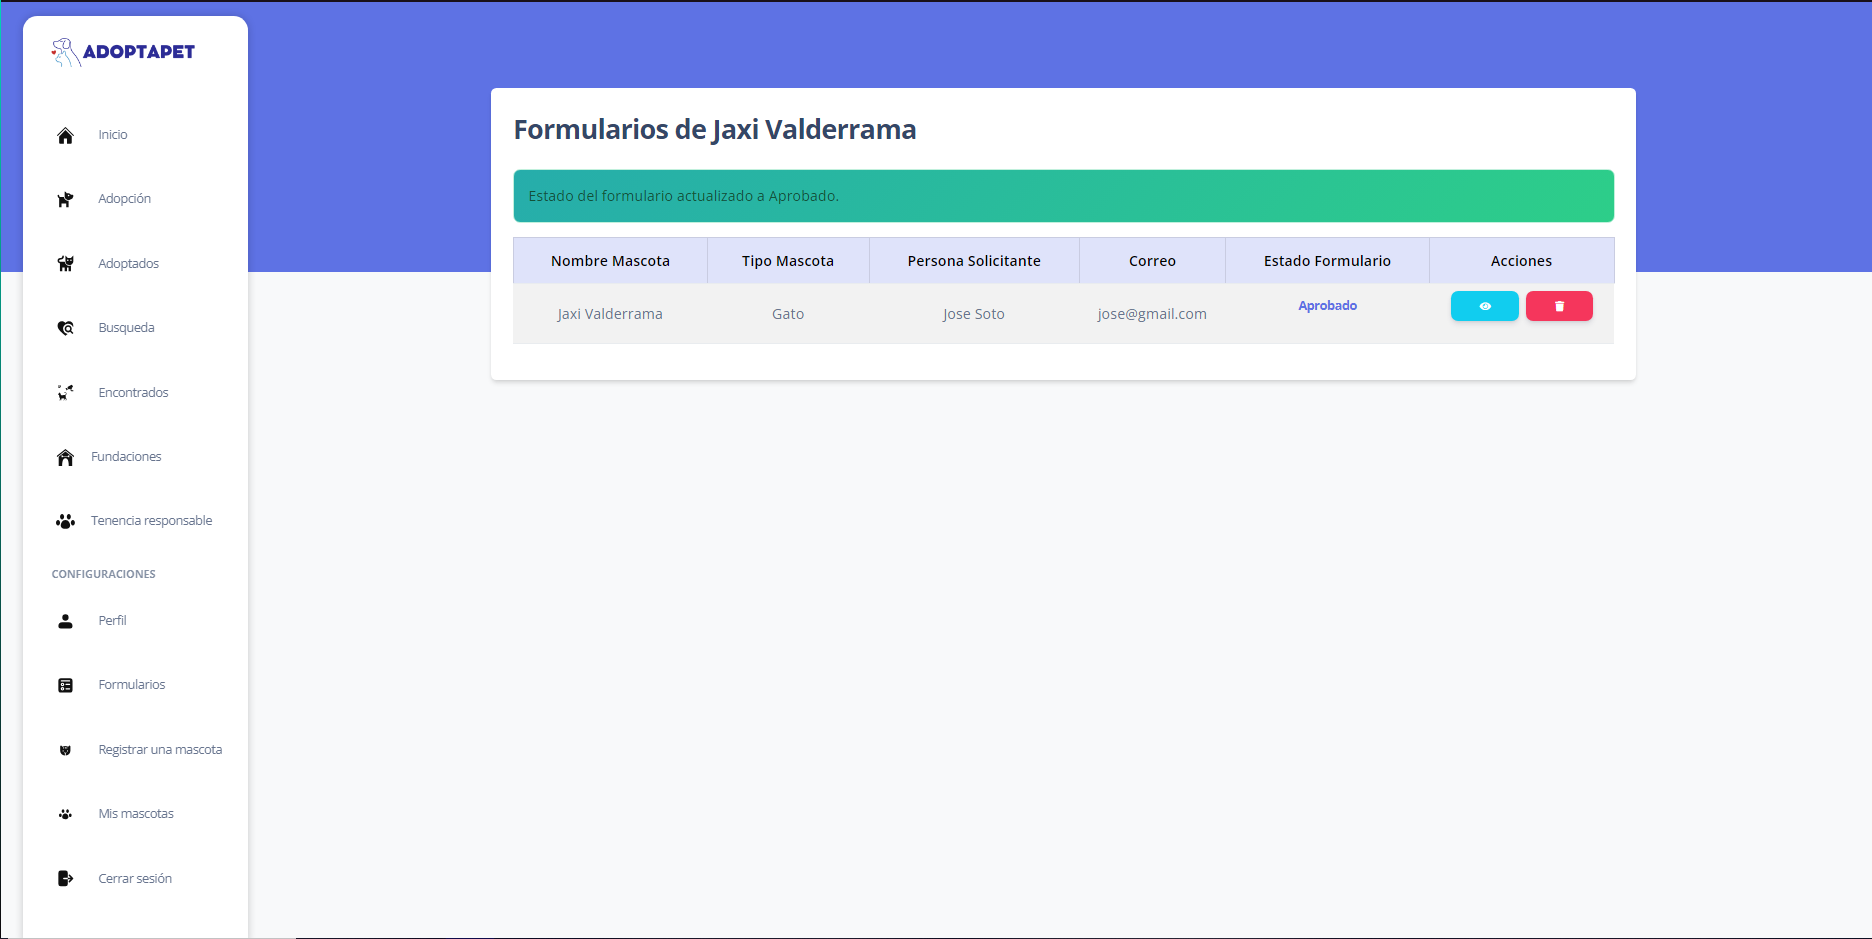 ADOPTAPET
Inicio
Adopción
Adoptados
Busqueda
Encontrados
Fundaciones
Tenencia responsable
CONFIGURACIONES
Perfil
Formularios
Registrar una mascota
Mis mascotas
Cerrar sesión
Formularios de Jaxi Valderrama
Estado del formulario actualizado a Aprobado.
Nombre Mascota Tipo Mascota Persona Solicitante Correo Estado Formulario Acciones
Jaxi Valderrama Gato Jose Soto jose@gmail.com Aprobado